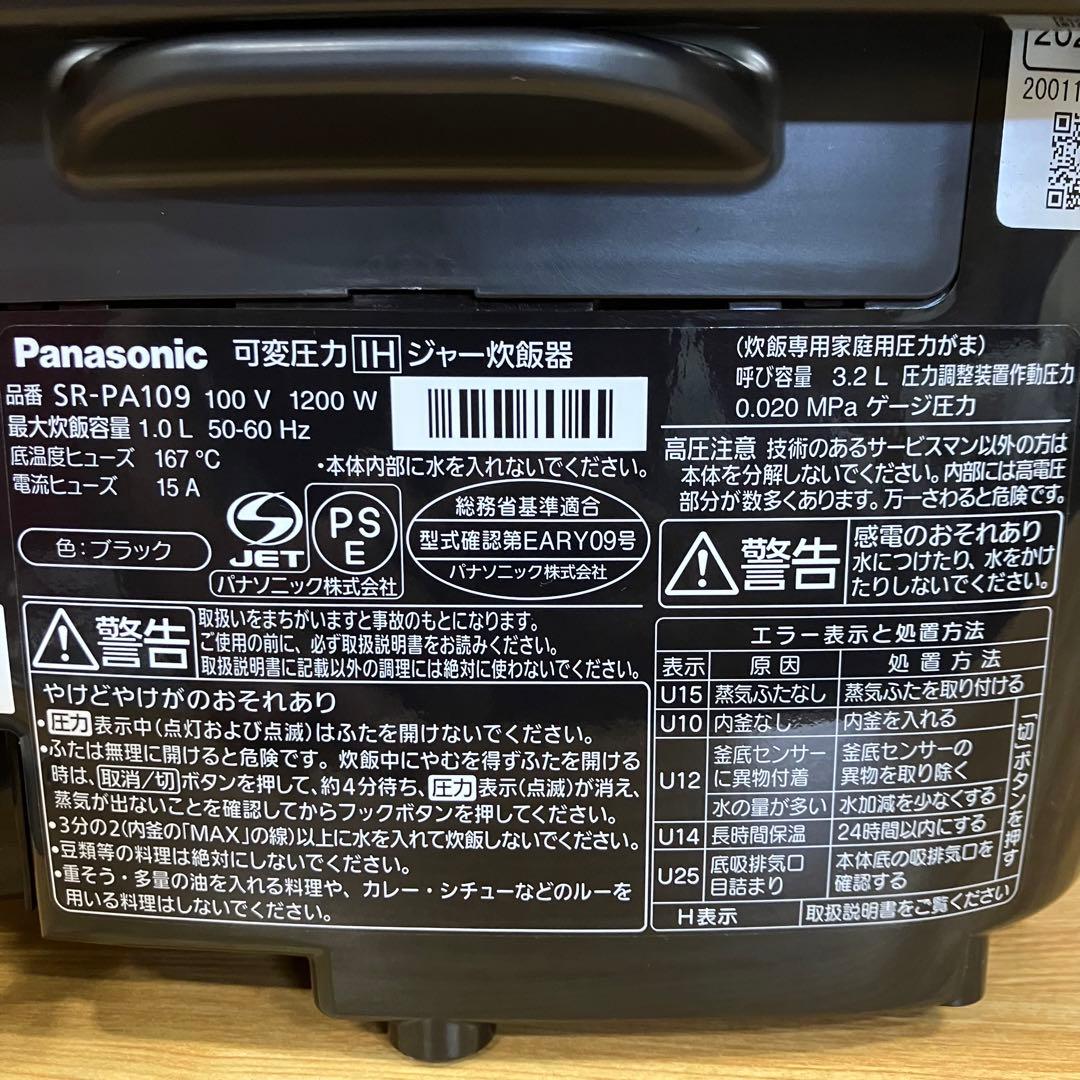 202
20011
Panasonic 可変圧力 IH ジャー炊飯器
品番 SR-PA109 100 V 1200 W
最大炊飯容量 1.0 L 50-60 Hz
底温度ヒューズ 167 ℃
電流ヒューズ 15 A
・本体内部に水を入れないでください。
色：ブラック
JET
PS
E
パナソニック株式会社
総務省基準適合
型式確認第EARY09号
パナソニック株式会社
(炊飯専用家庭用圧力がま)
呼び容量 3.2 L 圧力調整装置作動圧力
0.020 MPa ゲージ圧力
高圧注意 技術のあるサービスマン以外の方は
本体を分解しないでください。内部には高電圧
部分が数多くあります。万一さわると危険です。
警告
感電のおそれあり
水につけたり、水をかけ
たりしないでください。
警告
取扱いをまちがいますと事故のもとになります。
ご使用の前に、必ず取扱説明書をお読みください。
取扱説明書に記載以外の調理には絶対に使わないでください。
やけどやけがのおそれあり
・圧力表示中(点灯および点滅)はふたを開けないでください。
・ふたは無理に開けると危険です。炊飯中にやむを得ずふたを開ける
時は、取消/切ボタンを押して、約4分待ち、圧力表示(点滅)が消え、
蒸気が出ないことを確認してからフックボタンを押してください。
・3分の2(内釜の「MAX」の線)以上に水を入れて炊飯しないでください。
・豆類等の料理は絶対にしないでください。
・重そう・多量の油を入れる料理や、カレー・シチューなどのルーを
用いる料理はしないでください。
エラー表示と処置方法
表示 原因 処置方法
U15 蒸気ふたなし 蒸気ふたを取り付ける
U10 内釜なし 内釜を入れる
U12 釜底センサー
に異物付着 釜底センサーの
異物を取り除く
水の量が多い 水加減を少なくする
U14 長時間保温 24時間以内にする
U25 底吸排気口
目詰まり 本体底の吸排気口を
確認する
「切」ボタンを押す
H表示 取扱説明書をご覧ください